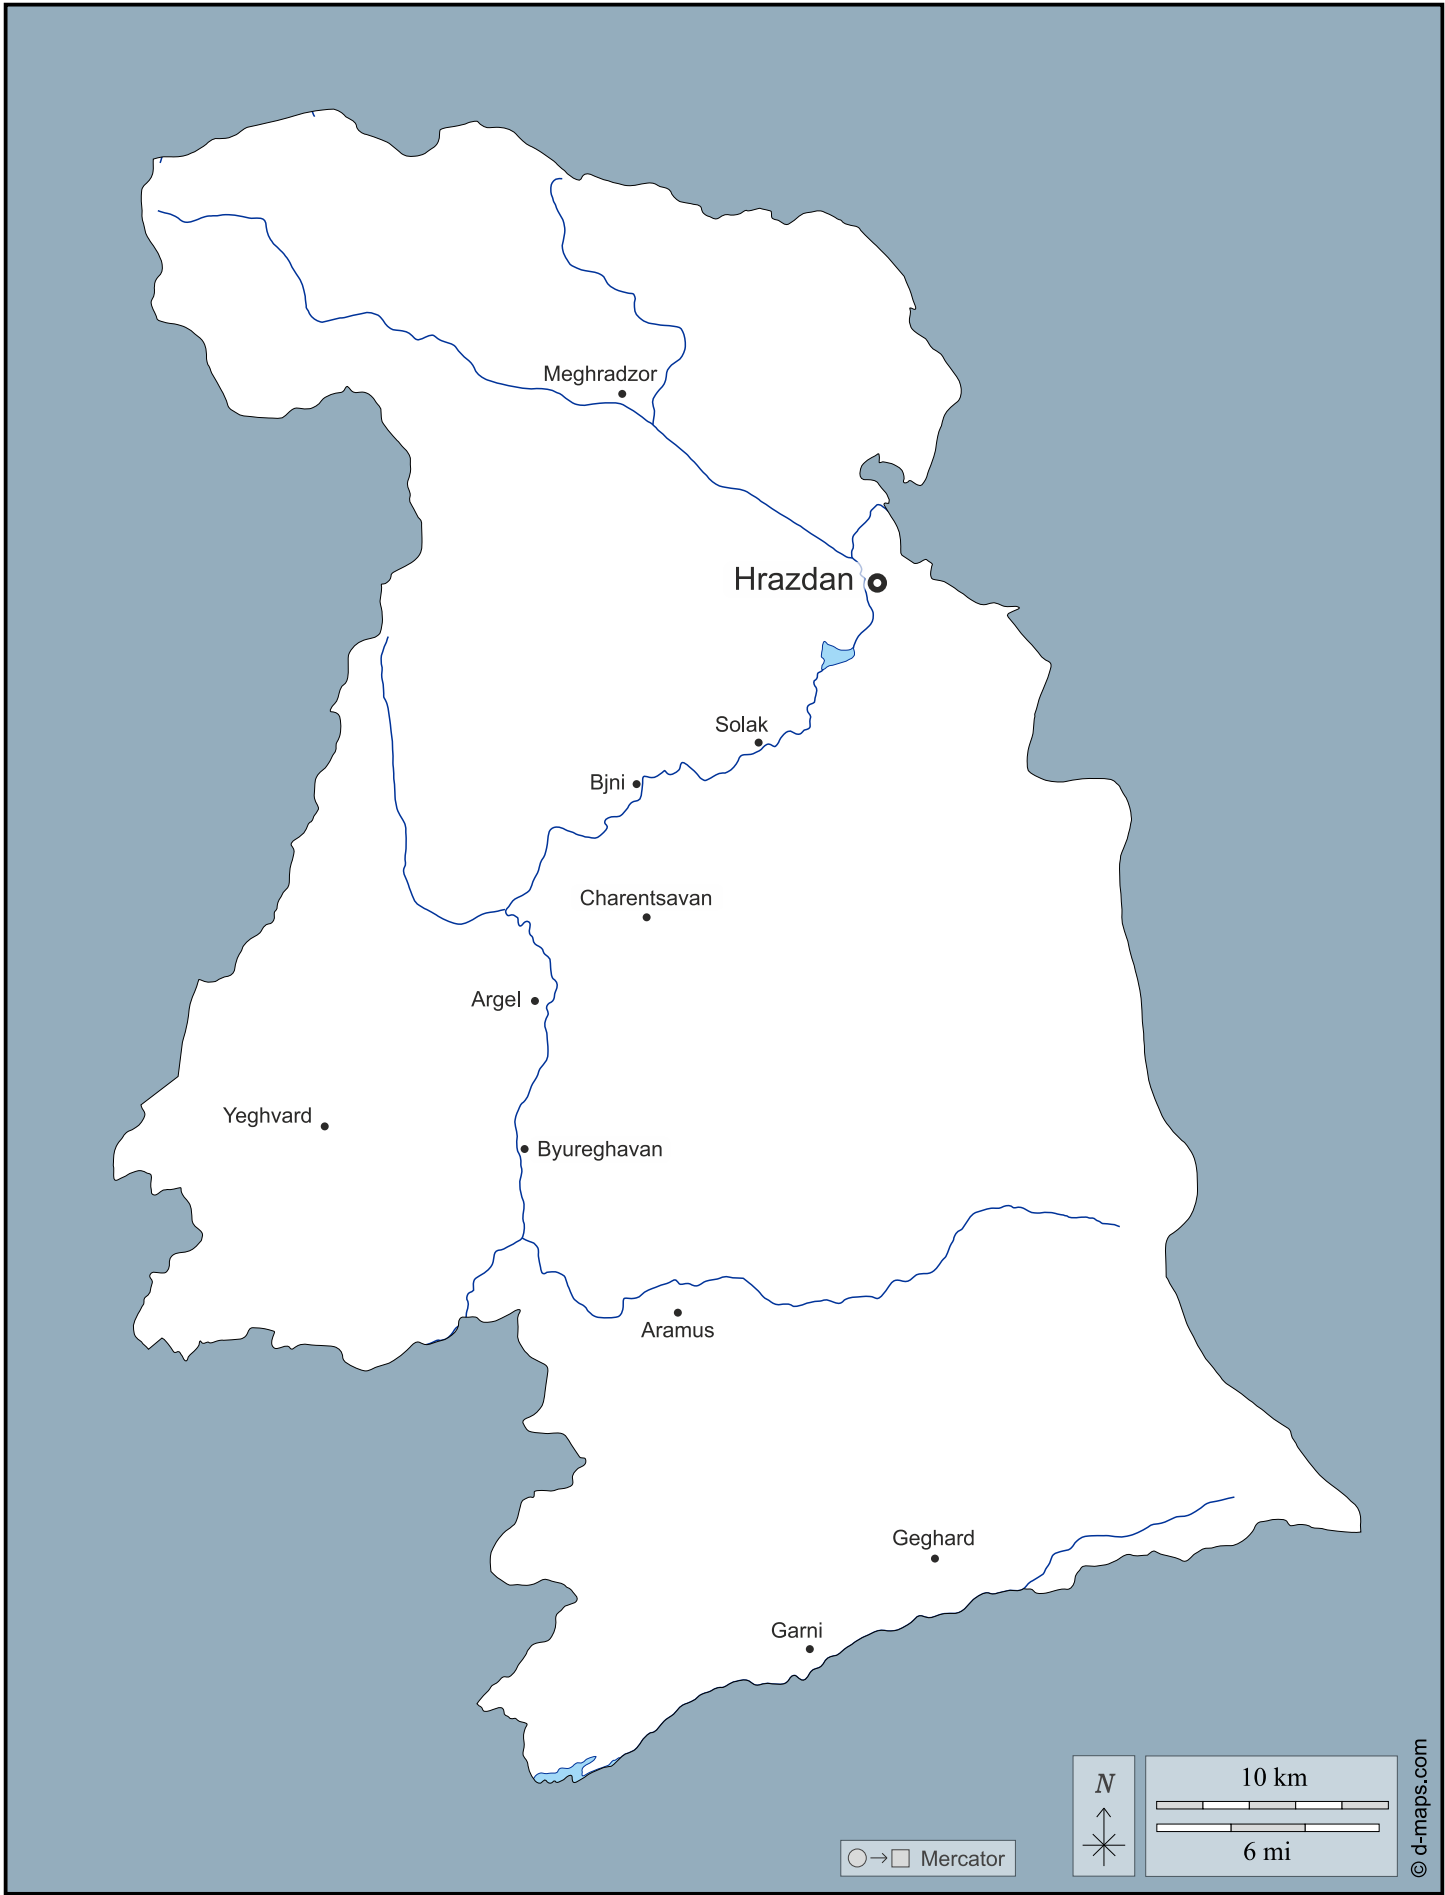 Meghradzor
Hrazdan
Solak
Bjni
Charentsavan
Argel
Yeghvard
Byureghavan
Aramus
Geghard
Garni
N
10 km
6 mi
Mercator
© d-maps.com